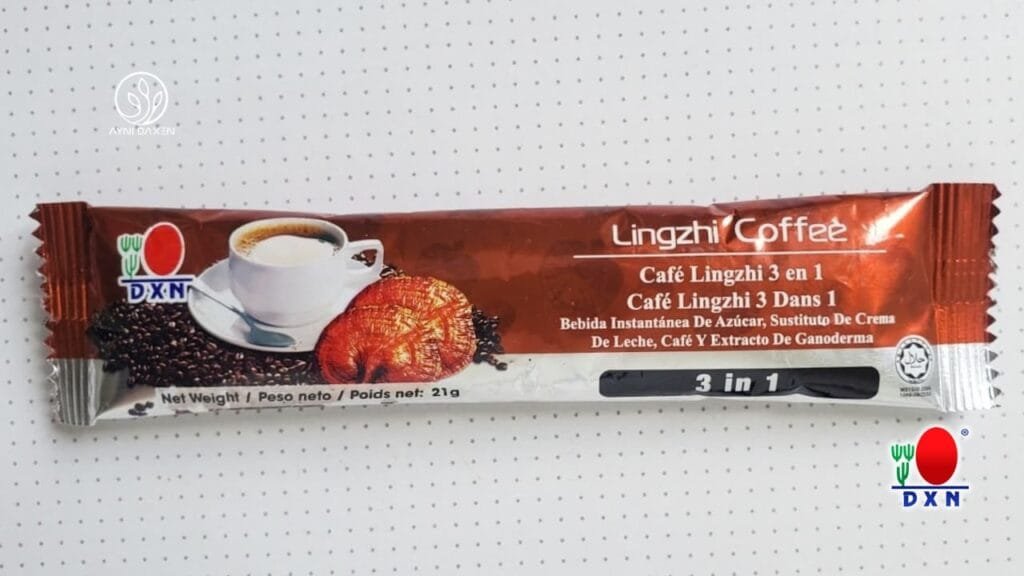 AYNI DAXEN
DXN
Lingzhi Coffee
Café Lingzhi 3 en 1
Café Lingzhi 3 Dans 1
Bebida Instantánea De Azúcar, Sustituto De Crema
De Leche, Café Y Extracto De Ganoderma
3 in 1
Net Weight / Peso neto / Poids net: 21g
DXN
®